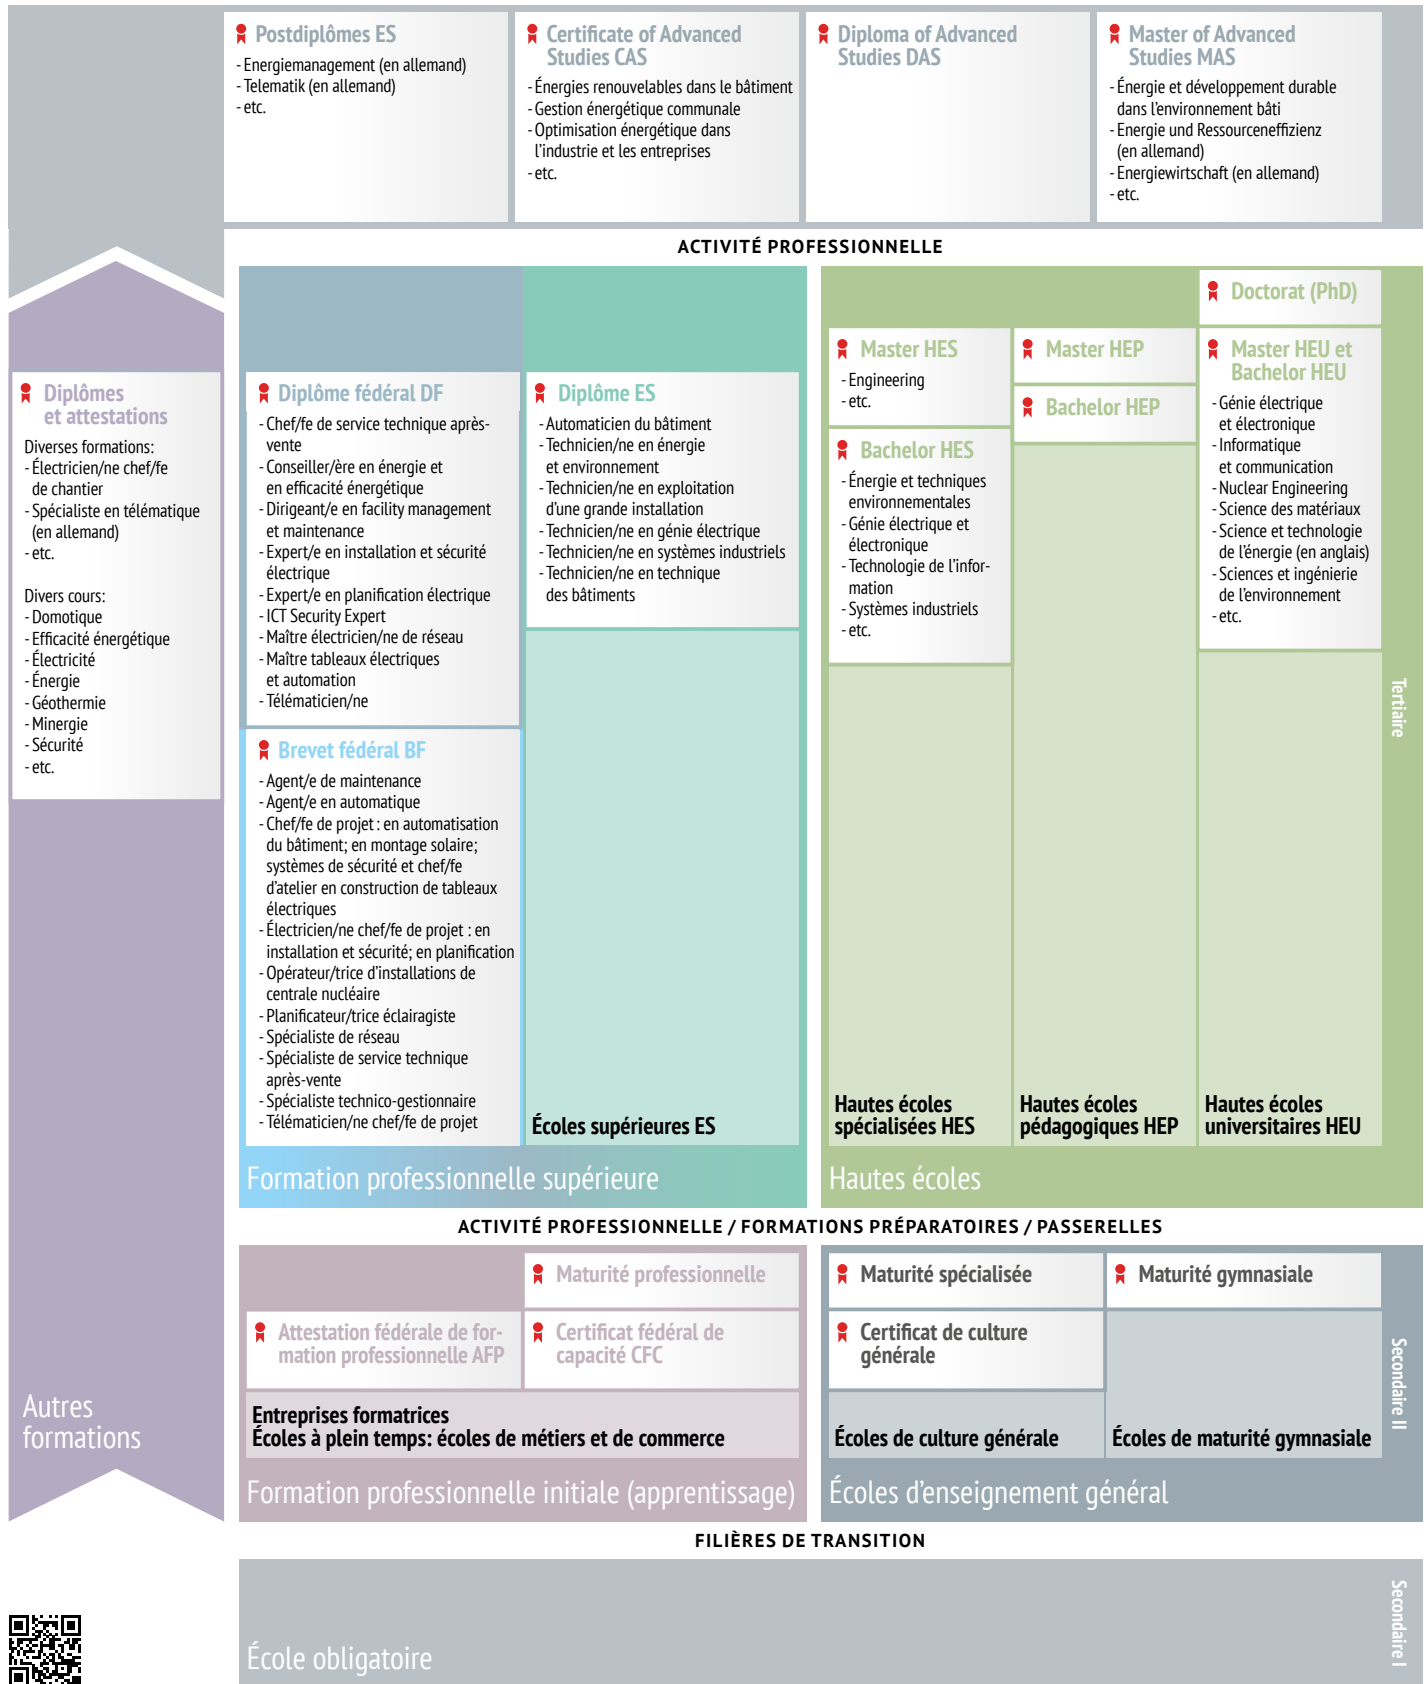 Postdiplômes ES
- Energiemanagement (en allemand)
- Telematik (en allemand)
- etc.
Certificate of Advanced
Studies CAS
- Énergies renouvelables dans le bâtiment
- Gestion énergétique communale
- Optimisation énergétique dans
l'industrie et les entreprises
- etc.
Diploma of Advanced
Studies DAS
Master of Advanced
Studies MAS
- Énergie et développement durable
dans l'environnement bâti
- Energie und Ressourceneffizienz
(en allemand)
- Energiewirtschaft (en allemand)
- etc.
ACTIVITÉ PROFESSIONNELLE
Diplômes
et attestations
Diverses formations:
- Électricien/ne chef/fe
de chantier
- Spécialiste en télématique
(en allemand)
- etc.
Divers cours:
- Domotique
- Efficacité énergétique
- Électricité
- Énergie
- Géothermie
- Minergie
- Sécurité
- etc.
Autres
formations
Diplôme fédéral DF
- Chef/fe de service technique après-
vente
- Conseiller/ère en énergie et
en efficacité énergétique
- Dirigeant/e en facility management
et maintenance
- Expert/e en installation et sécurité
électrique
- Expert/e en planification électrique
- ICT Security Expert
- Maître électricien/ne de réseau
- Maître tableaux électriques
et automation
- Télématicien/ne
Brevet fédéral BF
- Agent/e de maintenance
- Agent/e en automatique
- Chef/fe de projet : en automatisation
du bâtiment; en montage solaire;
systèmes de sécurité et chef/fe
d'atelier en construction de tableaux
électriques
- Électricien/ne chef/fe de projet : en
installation et sécurité; en planification
- Opérateur/trice d'installations de
centrale nucléaire
- Planificateur/trice éclairagiste
- Spécialiste de réseau
- Spécialiste de service technique
après-vente
- Spécialiste technico-gestionnaire
- Télématicien/ne chef/fe de projet
Diplôme ES
- Automaticien du bâtiment
- Technicien/ne en énergie
et environnement
- Technicien/ne en exploitation
d'une grande installation
- Technicien/ne en génie électrique
- Technicien/ne en systèmes industriels
- Technicien/ne en technique
des bâtiments
Écoles supérieures ES
Formation professionnelle supérieure
Master HES
- Engineering
- etc.
Bachelor HES
- Énergie et techniques
environnementales
- Génie électrique et
électronique
- Technologie de l'infor-
mation
- Systèmes industriels
- etc.
Hautes écoles
spécialisées HES
Master HEP
Bachelor HEP
Hautes écoles
pédagogiques HEP
Doctorat (PhD)
Master HEU et
Bachelor HEU
- Génie électrique
et électronique
- Informatique
et communication
- Nuclear Engineering
- Science des matériaux
- Science et technologie
de l'énergie (en anglais)
- Sciences et ingénierie
de l'environnement
- etc.
Hautes écoles
universitaires HEU
Hautes écoles
Tertiaire
ACTIVITÉ PROFESSIONNELLE / FORMATIONS PRÉPARATOIRES / PASSERELLES
Maturité professionnelle
Attestation fédérale de for-
mation professionnelle AFP
Certificat fédéral de
capacité CFC
Entreprises formatrices
Écoles à plein temps: écoles de métiers et de commerce
Formation professionnelle initiale (apprentissage)
Maturité spécialisée
Certificat de culture
générale
Écoles de culture générale
Maturité gymnasiale
Écoles de maturité gymnasiale
Écoles d'enseignement général
Secondaire II
FILIÈRES DE TRANSITION
École obligatoire
Secondaire I